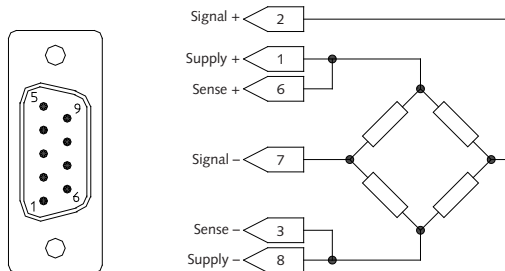 5
9
1
6
Signal + 2
Supply + 1
Sense + 6
Signal – 7
Sense – 3
Supply – 8